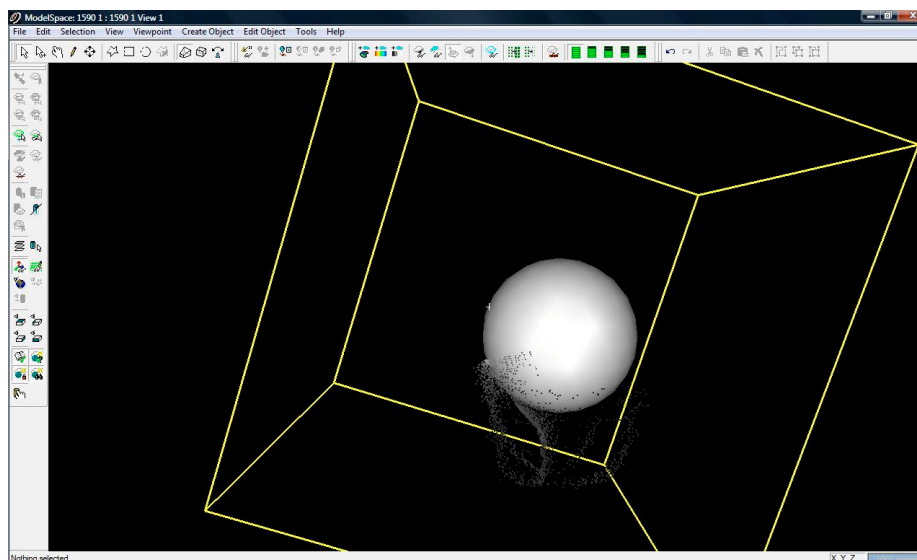 ModelSpace: 1590 1 : 1590 1 View 1
File Edit Selection View Viewpoint Create Object Edit Object Tools Help
Nothing selected X, Y, Z